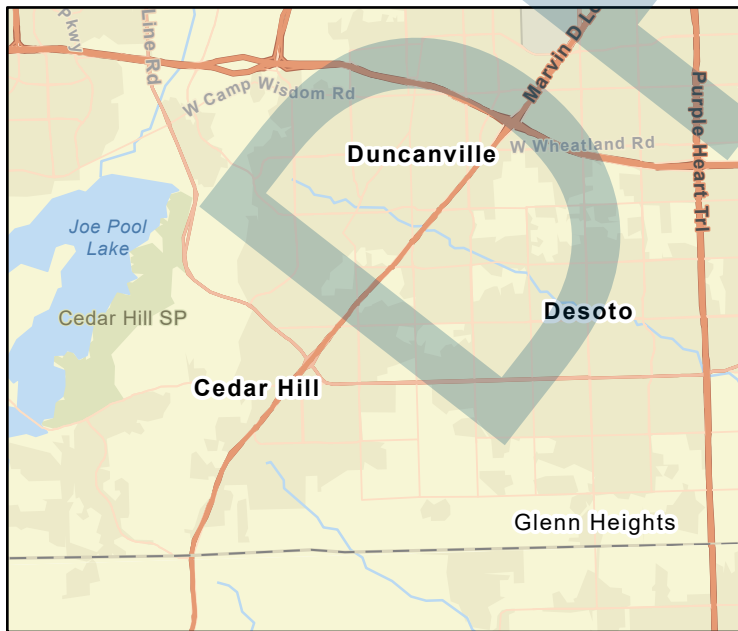 Pkwy
Line Rd
W Camp Wisdom Rd
Marvin D Lo
Purple Heart Trl
W Wheatland Rd
Duncanville
Joe Pool
Lake
Cedar Hill SP
Desoto
Cedar Hill
Glenn Heights
D